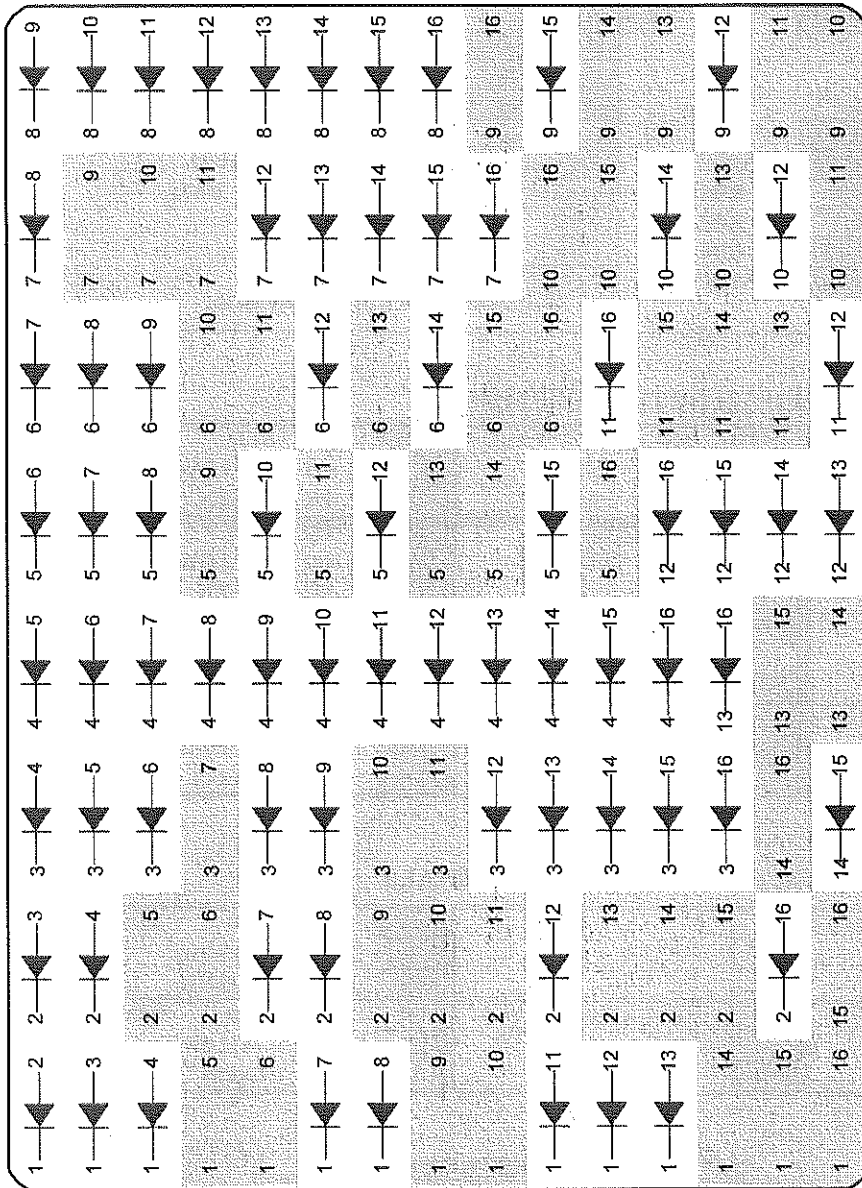 1 2 2 3 3 4 4 5 5 6 6 7 7 8 8 9
1 3 2 4 3 5 4 6 5 7 6 8 7 9 8 10
1 4 2 5 3 6 4 7 5 8 6 9 7 10 8 11
1 5 2 6 3 7 4 8 5 9 6 10 7 11 8 12
1 6 2 7 3 8 4 9 5 10 6 11 7 12 8 13
1 7 2 8 3 9 4 10 5 11 6 12 7 13 8 14
1 8 2 9 3 10 4 11 5 12 6 13 7 14 8 15
1 9 2 10 3 11 4 12 5 13 6 14 7 15 8 16
1 10 2 11 3 12 4 13 5 14 6 15 7 16 9 16
1 11 2 12 3 13 4 14 5 15 6 16 10 16 9 15
1 12 2 13 3 14 4 15 5 16 11 16 10 15 9 14
1 13 2 14 3 15 4 16 12 16 11 15 10 14 9 13
1 14 2 15 3 16 13 16 12 15 11 14 10 13 9 12
1 15 2 16 14 16 13 15 12 14 11 13 10 12 9 11
1 16 15 16 14 15 13 14 12 13 11 12 10 11 9 10